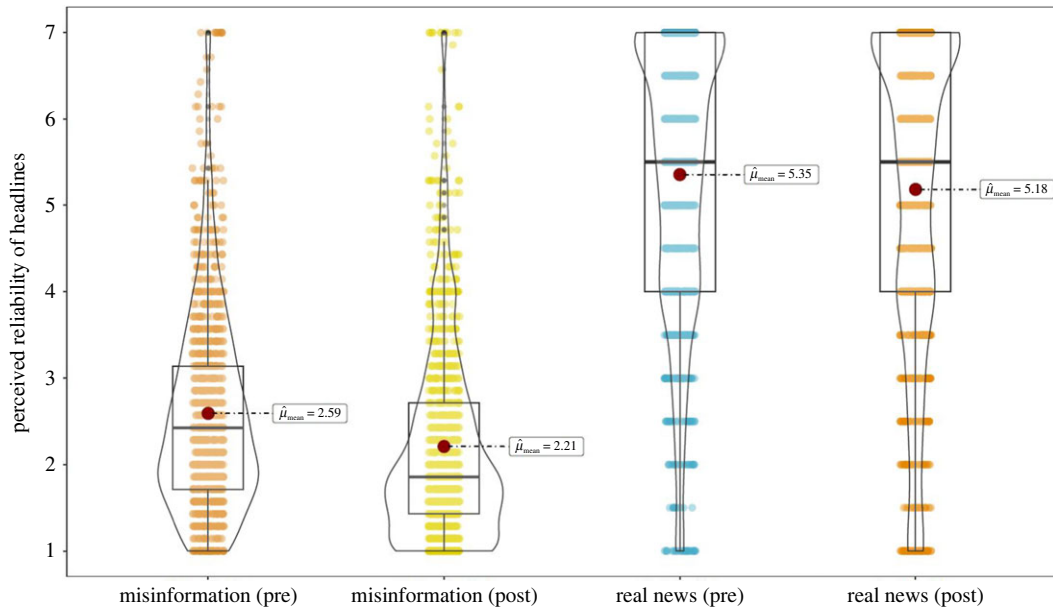 7
6
5
4
3
2
1
perceived reliability of headlines
μ̂mean = 2.59
μ̂mean = 2.21
μ̂mean = 5.35
μ̂mean = 5.18
misinformation (pre)
misinformation (post)
real news (pre)
real news (post)